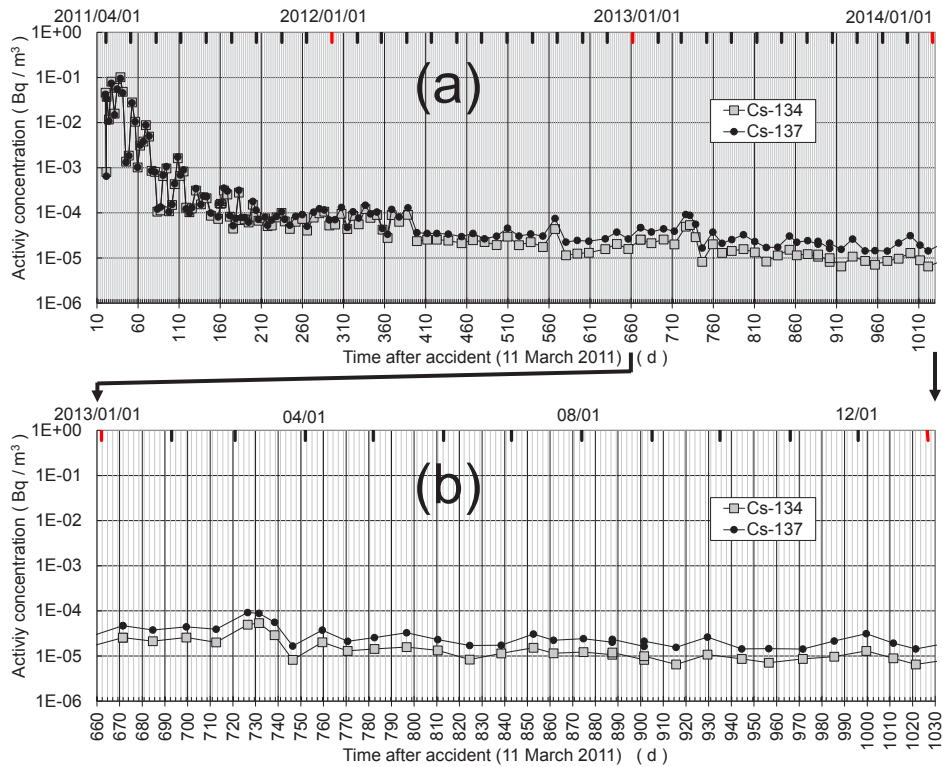 2011/04/01 2012/01/01 2013/01/01 2014/01/01
1E+00
1E-01
1E-02
1E-03
1E-04
1E-05
1E-06
Activiy concentration ( Bq / m³ )
(a)
Cs-134
Cs-137
10 60 110 160 210 260 310 360 410 460 510 560 610 660 710 760 810 860 910 960 1010
Time after accident (11 March 2011) ( d )
2013/01/01 04/01 08/01 12/01
1E+00
1E-01
1E-02
1E-03
1E-04
1E-05
1E-06
Activiy concentration ( Bq / m³ )
(b)
Cs-134
Cs-137
660 670 680 690 700 710 720 730 740 750 760 770 780 790 800 810 820 830 840 850 860 870 880 890 900 910 920 930 940 950 960 970 980 990 1000 1010 1020 1030
Time after accident (11 March 2011) ( d )